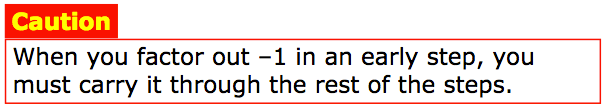 Caution
When you factor out –1 in an early step, you
must carry it through the rest of the steps.